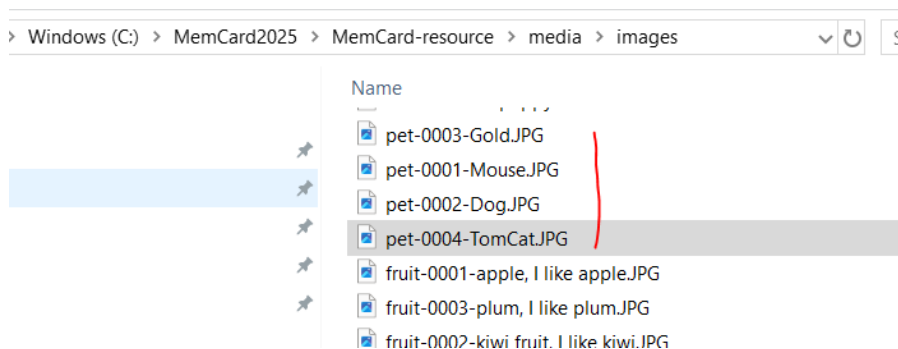 Windows (C:) > MemCard2025 > MemCard-resource > media > images
Name
pet-0003-Gold.JPG
pet-0001-Mouse.JPG
pet-0002-Dog.JPG
pet-0004-TomCat.JPG
fruit-0001-apple, I like apple.JPG
fruit-0003-plum, I like plum.JPG
fruit-0002-kiwi fruit, I like kiwi.JPG